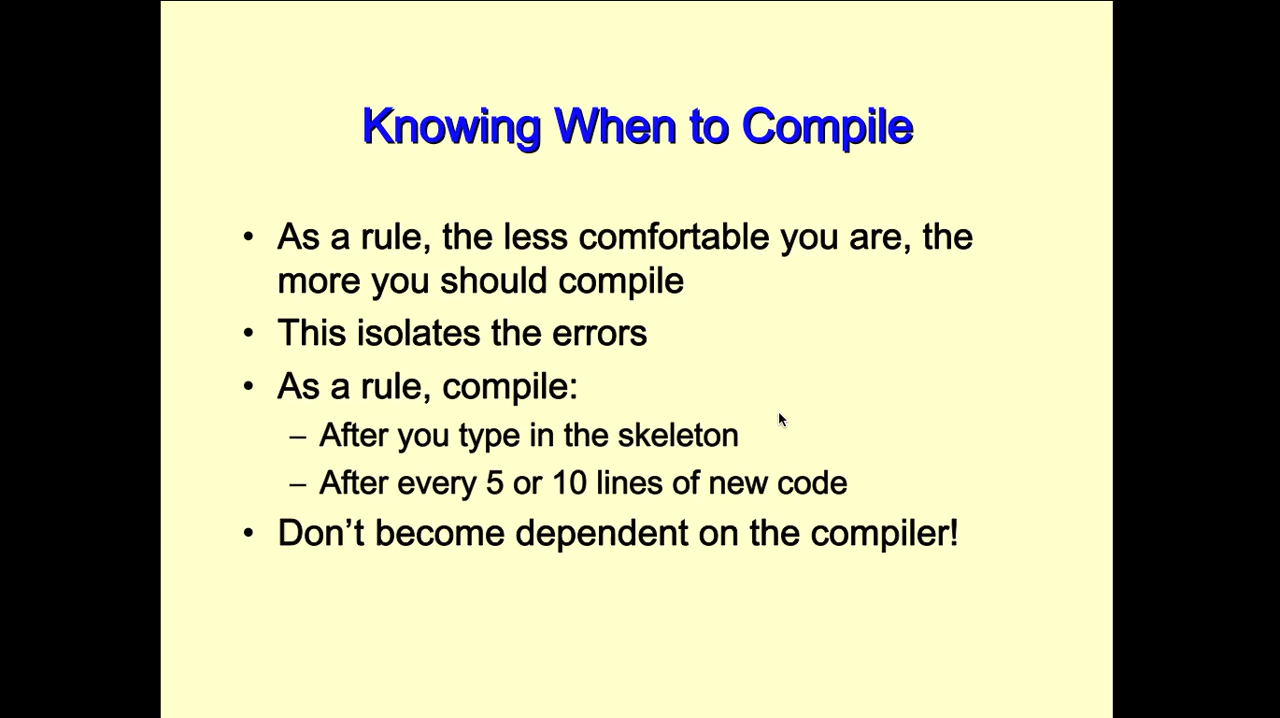 Knowing When to Compile
• As a rule, the less comfortable you are, the
more you should compile
• This isolates the errors
• As a rule, compile:
– After you type in the skeleton
– After every 5 or 10 lines of new code
• Don’t become dependent on the compiler!